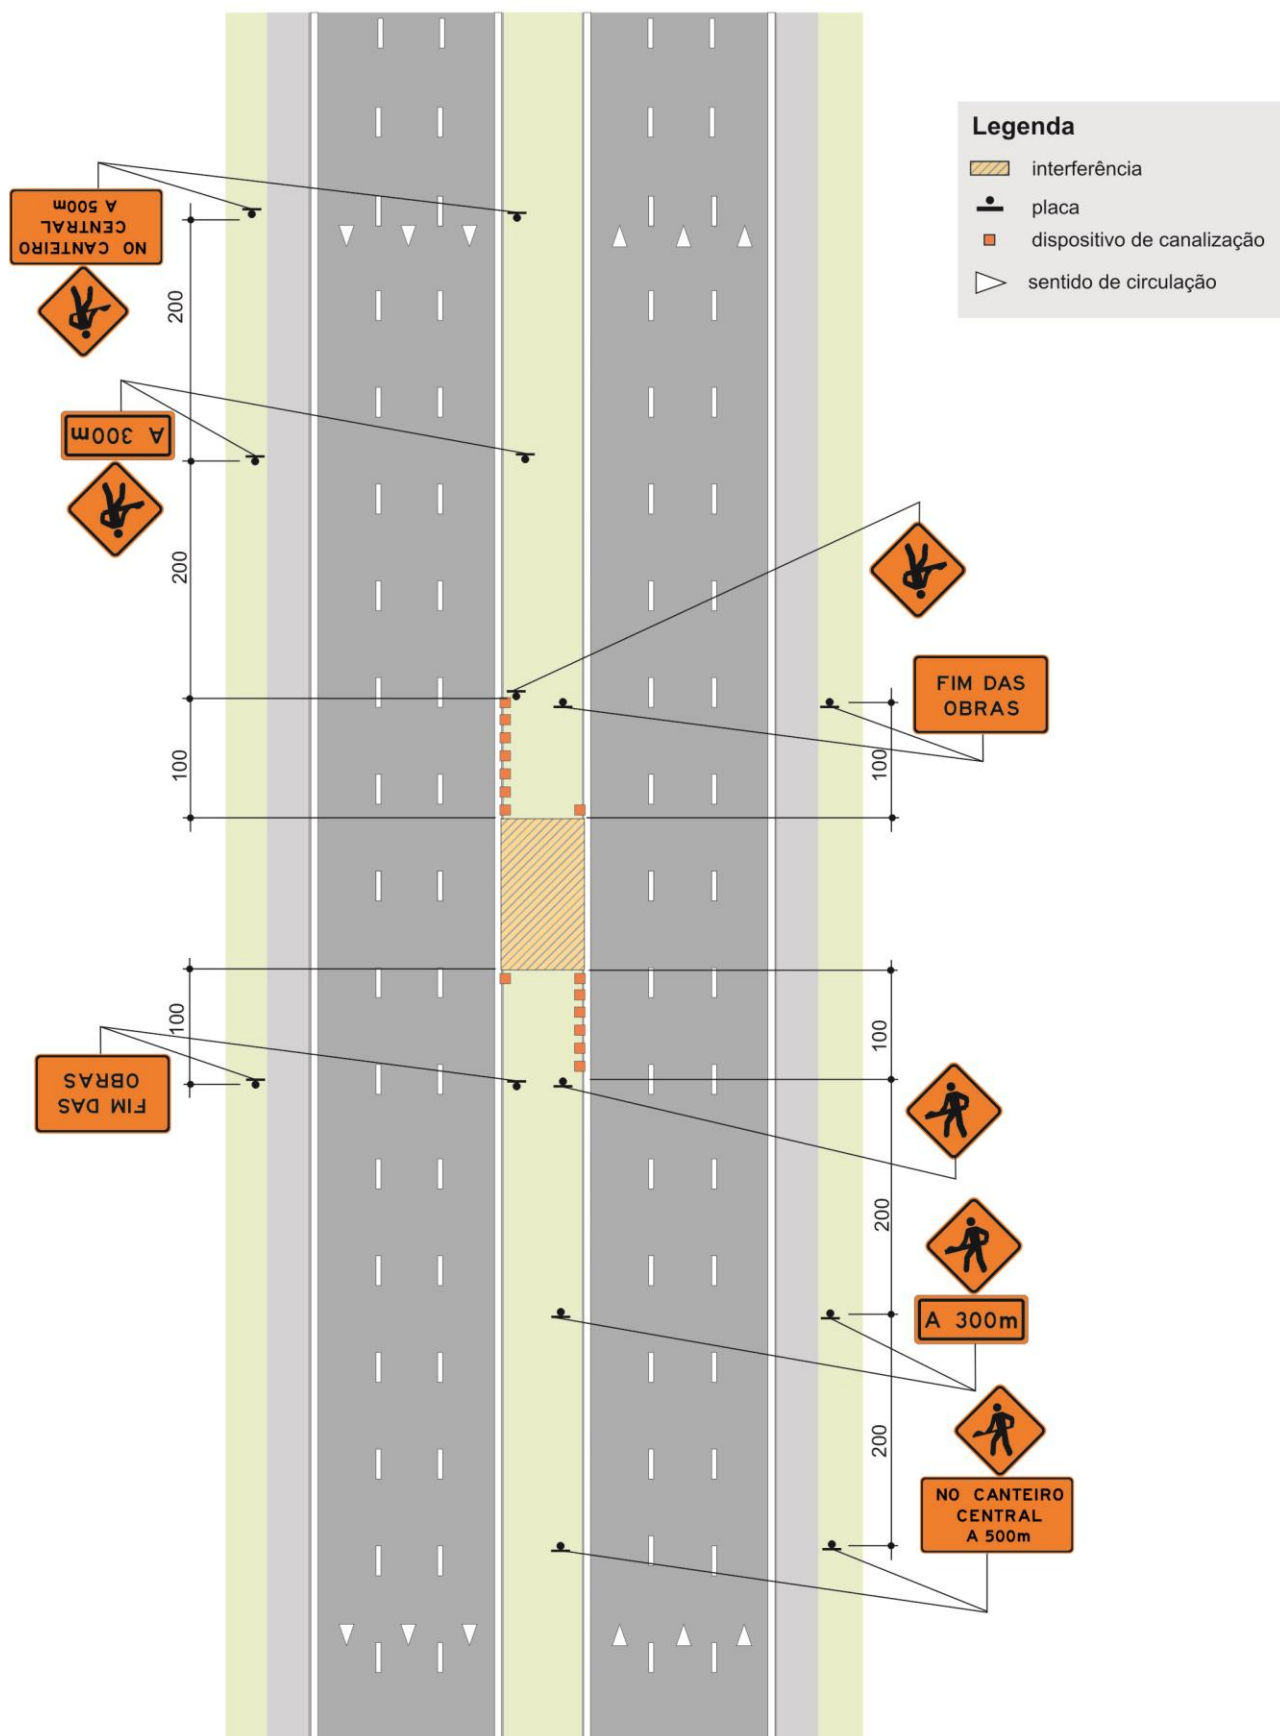 Legenda
interferência
placa
dispositivo de canalização
sentido de circulação
NO CANTEIRO
CENTRAL
A 500m
200
A 300m
200
100
FIM DAS
OBRAS
100
100
FIM DAS
OBRAS
100
200
A 300m
200
NO CANTEIRO
CENTRAL
A 500m